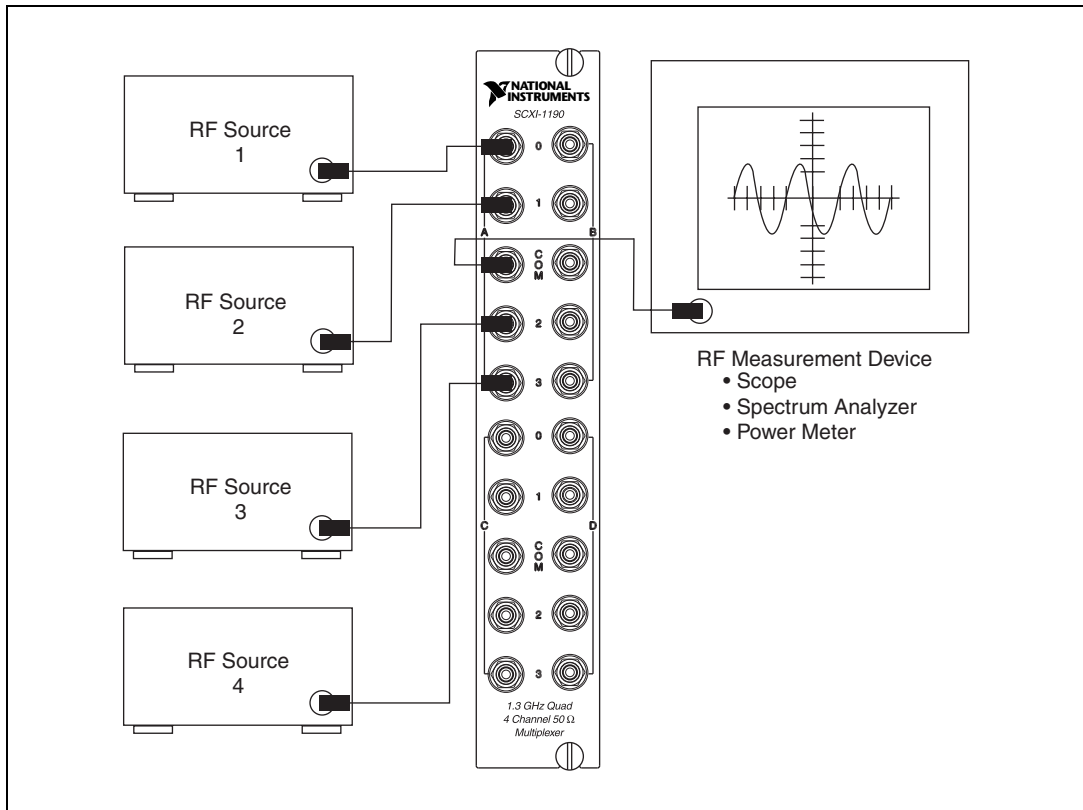 RF Source
1
RF Source
2
RF Source
3
RF Source
4
NATIONAL
INSTRUMENTS
SCXI-1190
0
1
A
B
COM
2
3
0
1
C
D
COM
2
3
1.3 GHz Quad
4 Channel 50 Ω
Multiplexer
RF Measurement Device
• Scope
• Spectrum Analyzer
• Power Meter